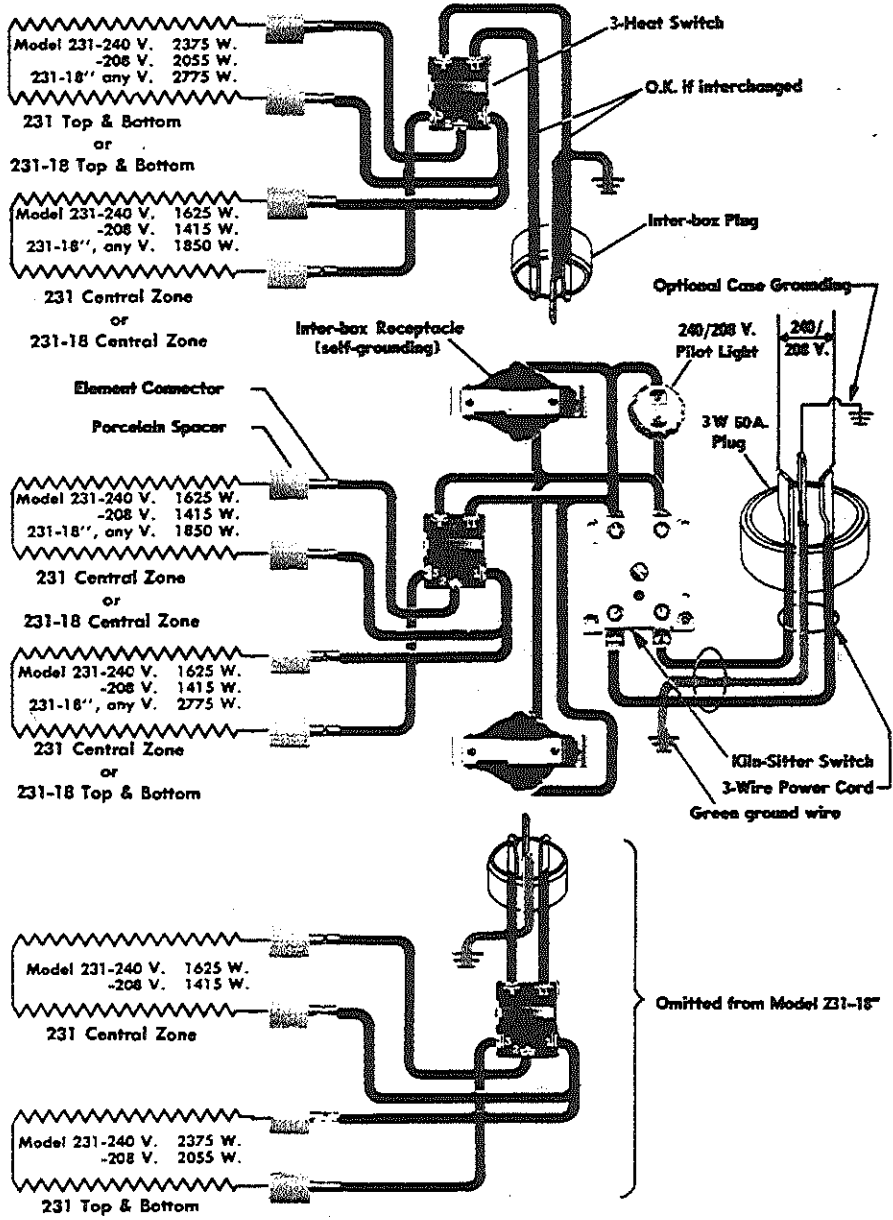 Model 231-240 V. 2375 W.
-208 V. 2055 W.
231-18'' any V. 2775 W.
231 Top & Bottom
or
231-18 Top & Bottom
3-Heat Switch
O.K. if interchanged
Model 231-240 V. 1625 W.
-208 V. 1415 W.
231-18'', any V. 1850 W.
231 Central Zone
or
231-18 Central Zone
Inter-box Plug
Optional Case Grounding
Inter-box Receptacle
(self-grounding)
240/208 V.
Pilot Light
240/
208 V.
Element Connector
Porcelain Spacer
3W 50A.
Plug
Model 231-240 V. 1625 W.
-208 V. 1415 W.
231-18'', any V. 1850 W.
231 Central Zone
or
231-18 Central Zone
Model 231-240 V. 1625 W.
-208 V. 1415 W.
231-18'', any V. 2775 W.
231 Central Zone
or
231-18 Top & Bottom
Kiln-Sitter Switch
3-Wire Power Cord
Green ground wire
Model 231-240 V. 1625 W.
-208 V. 1415 W.
231 Central Zone
Omitted from Model 231-18"
Model 231-240 V. 2375 W.
-208 V. 2055 W.
231 Top & Bottom